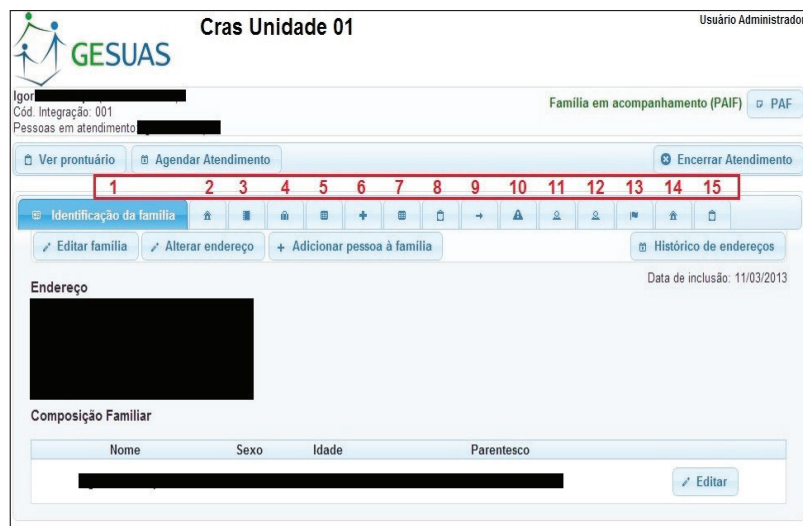 Usuário Administrador
Cras Unidade 01
GESUAS
Igor
Cód. Integração: 001
Pessoas em atendimento:
Família em acompanhamento (PAIF)
PAF
Ver prontuário
Agendar Atendimento
Encerrar Atendimento
1 2 3 4 5 6 7 8 9 10 11 12 13 14 15
Identificação da família
Editar família
Alterar endereço
+ Adicionar pessoa à família
Histórico de endereços
Data de inclusão: 11/03/2013
Endereço
Composição Familiar
Nome Sexo Idade Parentesco
Editar